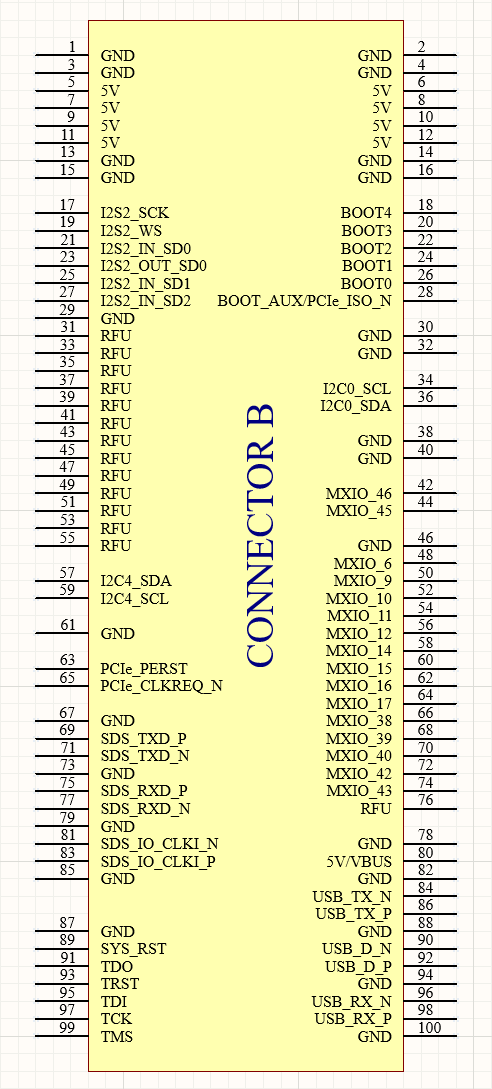 1 GND GND 2
3 GND GND 4
5 5V 5V 6
7 5V 5V 8
9 5V 5V 10
11 5V 5V 12
13 GND GND 14
15 GND GND 16
17 I2S2_SCK BOOT4 18
19 I2S2_WS BOOT3 20
21 I2S2_IN_SD0 BOOT2 22
23 I2S2_OUT_SD0 BOOT1 24
25 I2S2_IN_SD1 BOOT0 26
27 I2S2_IN_SD2 BOOT_AUX/PCIe_ISO_N 28
29 GND
31 RFU GND 30
33 RFU GND 32
35 RFU
37 RFU I2C0_SCL 34
39 RFU I2C0_SDA 36
41 RFU
43 RFU GND 38
45 RFU GND 40
47 RFU
49 RFU MXIO_46 42
51 RFU MXIO_45 44
53 RFU
55 RFU GND 46
MXIO_6 48
57 I2C4_SDA MXIO_9 50
59 I2C4_SCL MXIO_10 52
MXIO_11 54
61 GND MXIO_12 56
MXIO_14 58
63 PCIe_PERST MXIO_15 60
65 PCIe_CLKREQ_N MXIO_16 62
MXIO_17 64
67 GND MXIO_38 66
69 SDS_TXD_P MXIO_39 68
71 SDS_TXD_N MXIO_40 70
73 GND MXIO_42 72
75 SDS_RXD_P MXIO_43 74
77 SDS_RXD_N RFU 76
79 GND
81 SDS_IO_CLKI_N GND 78
83 SDS_IO_CLKI_P 5V/VBUS 80
85 GND GND 82
USB_TX_N 84
USB_TX_P 86
87 GND GND 88
89 SYS_RST USB_D_N 90
91 TDO USB_D_P 92
93 TRST GND 94
95 TDI USB_RX_N 96
97 TCK USB_RX_P 98
99 TMS GND 100
CONNECTOR B